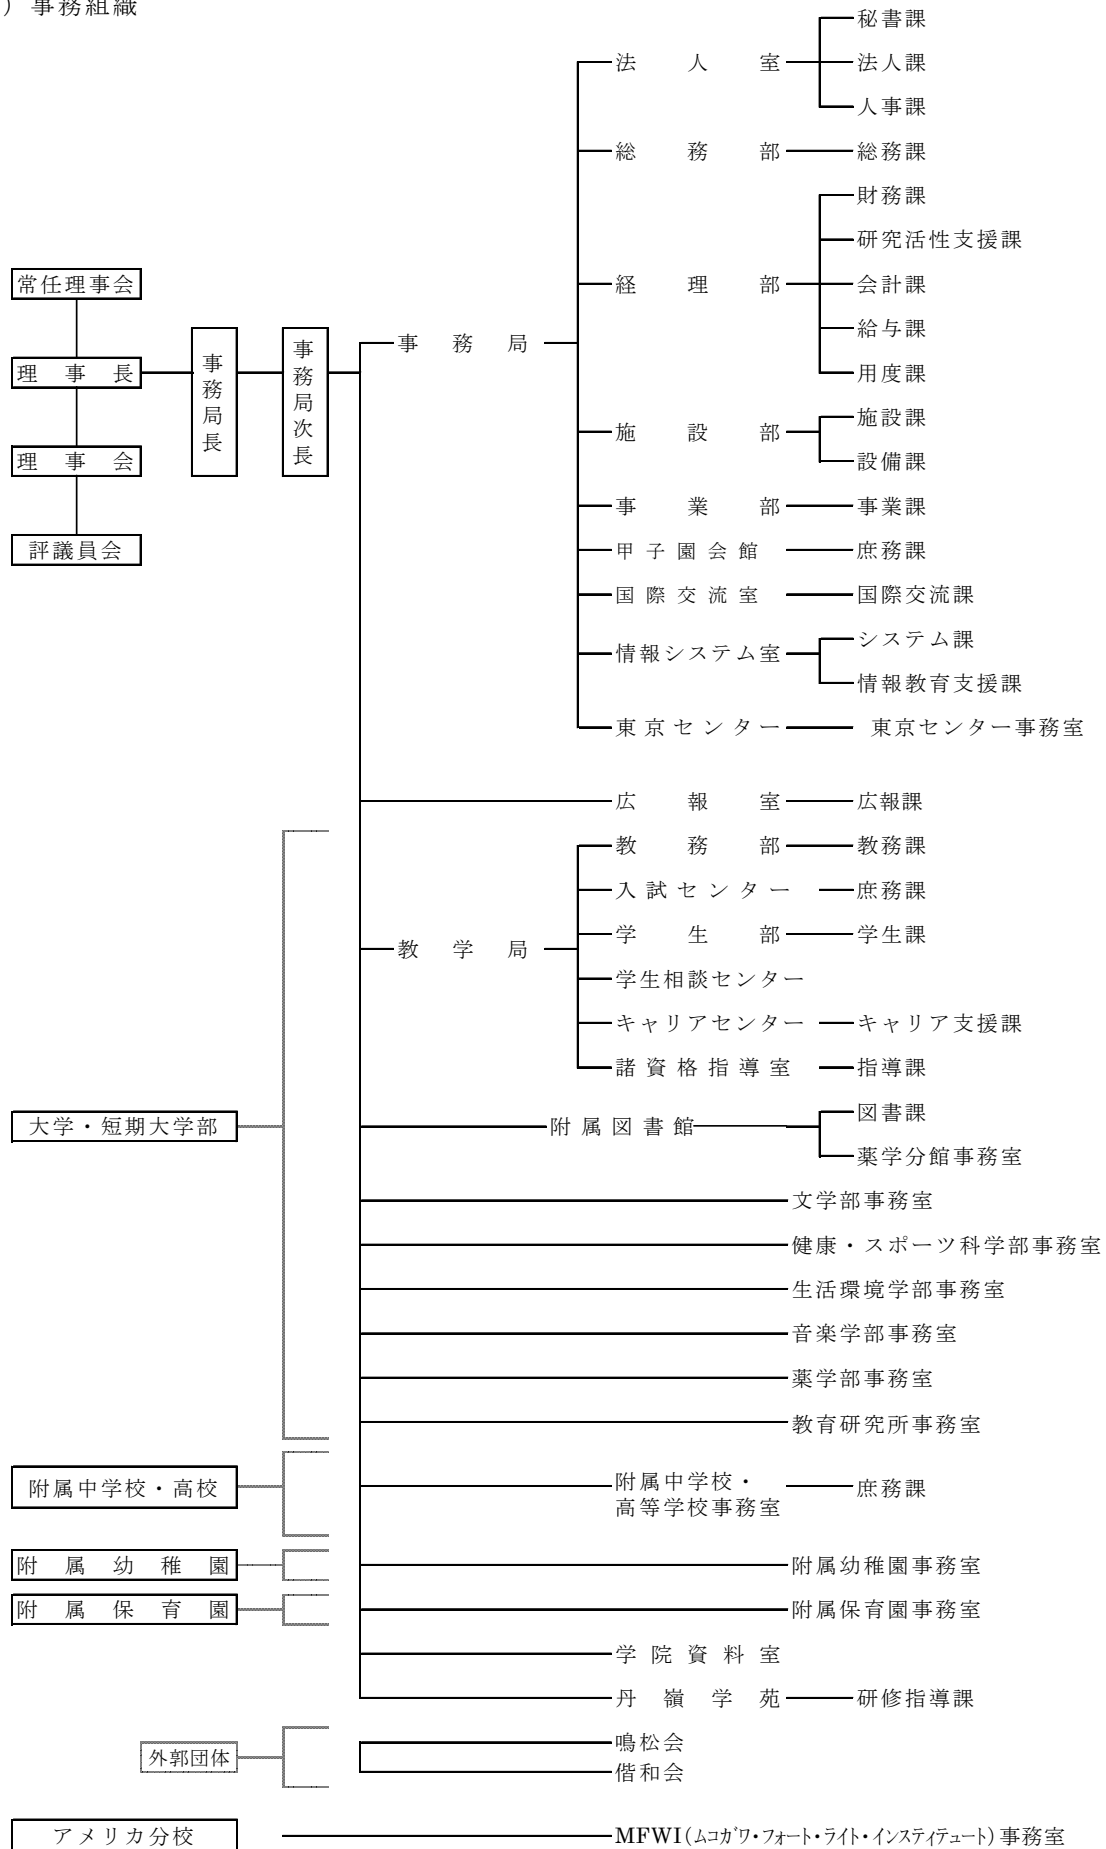 ）事務組織
秘書課
法人室
法人課
人事課
総務部
総務課
財務課
研究活性支援課
経理部
会計課
給与課
用度課
常任理事会
理事長
理事会
評議員会
事務局長
事務局次長
事務局
施設部
施設課
設備課
事業部
事業課
甲子園会館
庶務課
国際交流室
国際交流課
情報システム室
システム課
情報教育支援課
東京センター
東京センター事務室
広報室
広報課
教学局
教務部
教務課
入試センター
庶務課
学生部
学生課
学生相談センター
キャリアセンター
キャリア支援課
諸資格指導室
指導課
大学・短期大学部
附属図書館
図書課
薬学分館事務室
文学部事務室
健康・スポーツ科学部事務室
生活環境学部事務室
音楽学部事務室
薬学部事務室
教育研究所事務室
附属中学校・高校
附属中学校・
高等学校事務室
庶務課
附属幼稚園
附属幼稚園事務室
附属保育園
附属保育園事務室
学院資料室
丹嶺学苑
研修指導課
外郭団体
鳴松会
偕和会
アメリカ分校
MFWI(ムコガワ・フォート・ライト・インスティテュート)事務室